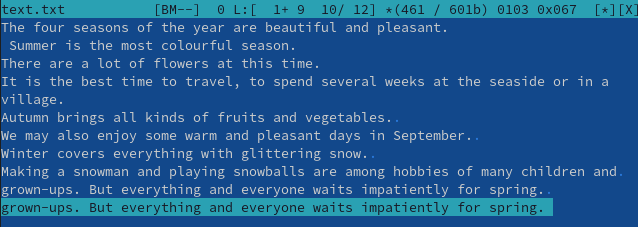 text.txt [BM--] 0 L:[ 1+ 9 10/ 12] *(461 / 601b) 0103 0x067 [*][X]
The four seasons of the year are beautiful and pleasant.
 Summer is the most colourful season.
There are a lot of flowers at this time.
It is the best time to travel, to spend several weeks at the seaside or in a
village.
Autumn brings all kinds of fruits and vegetables..
We may also enjoy some warm and pleasant days in September..
Winter covers everything with glittering snow..
Making a snowman and playing snowballs are among hobbies of many children and.
grown-ups. But everything and everyone waits impatiently for spring..
grown-ups. But everything and everyone waits impatiently for spring.